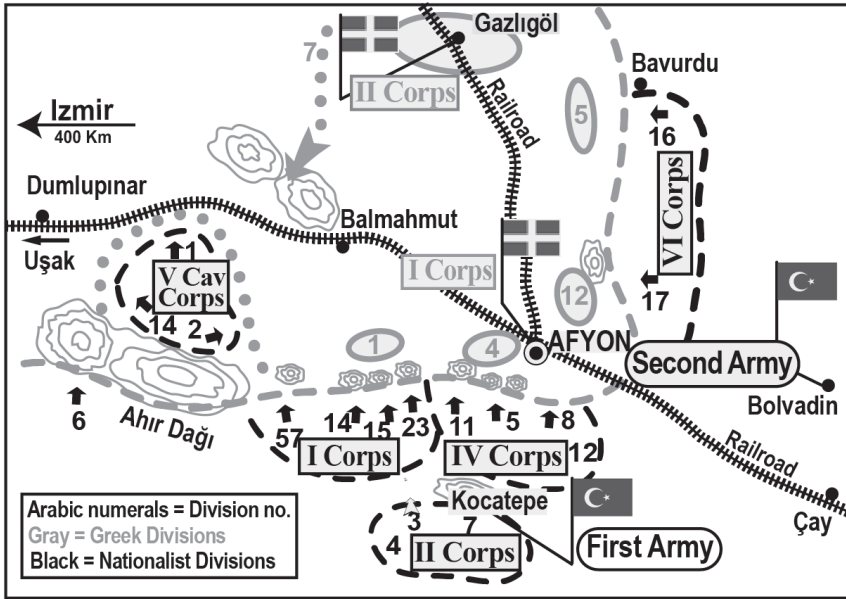 7
Gazlıgöl
II Corps
Railroad
Bavurdu
5
16
Izmir
400 Km
VI Corps
Dumlupınar
Balmahmut
Uşak
1
V Cav
Corps
14
2
I Corps
12
17
AFYON
Second Army
Bolvadin
1
4
6
Ahır Dağı
57
14
15
23
11
5
8
I Corps
IV Corps
12
Railroad
Çay
Kocatepe
3
7
4
II Corps
First Army
Arabic numerals = Division no.
Gray = Greek Divisions
Black = Nationalist Divisions